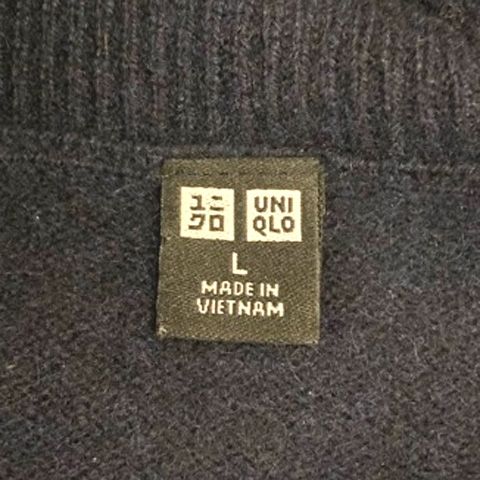 ユニ UNI
クロ QLO
L
MADE IN
VIETNAM